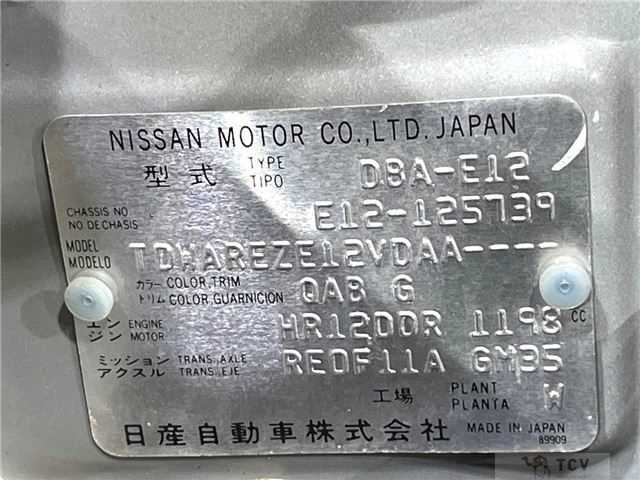 NISSAN MOTOR CO.,LTD. JAPAN
型式 TYPE TIPO DBA-E12
CHASSIS NO
NO DECHASIS E12-125739
MODEL
MODELO TDWAREZE12VDAA----
カラー COLOR,TRIM
トリム COLOR,GUARNICION QAB G
エン ENGINE
ジン MOTOR HR12DDR 1198 CC
ミッション TRANS. AXLE
アクスル TRANS. EJE RE0F11A GM35
工場 PLANT
PLANTA W
日産自動車株式会社 MADE IN JAPAN
89909
TCV